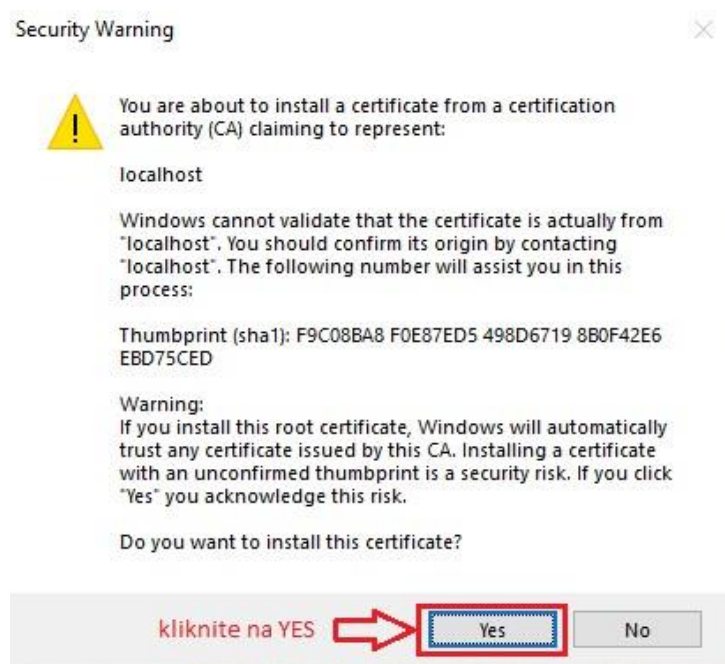 Security Warning
You are about to install a certificate from a certification
authority (CA) claiming to represent:
localhost
Windows cannot validate that the certificate is actually from
"localhost". You should confirm its origin by contacting
"localhost". The following number will assist you in this
process:
Thumbprint (sha1): F9C08BA8 F0E87ED5 498D6719 8B0F42E6
EBD75CED
Warning:
If you install this root certificate, Windows will automatically
trust any certificate issued by this CA. Installing a certificate
with an unconfirmed thumbprint is a security risk. If you click
"Yes" you acknowledge this risk.
Do you want to install this certificate?
kliknite na YES Yes No